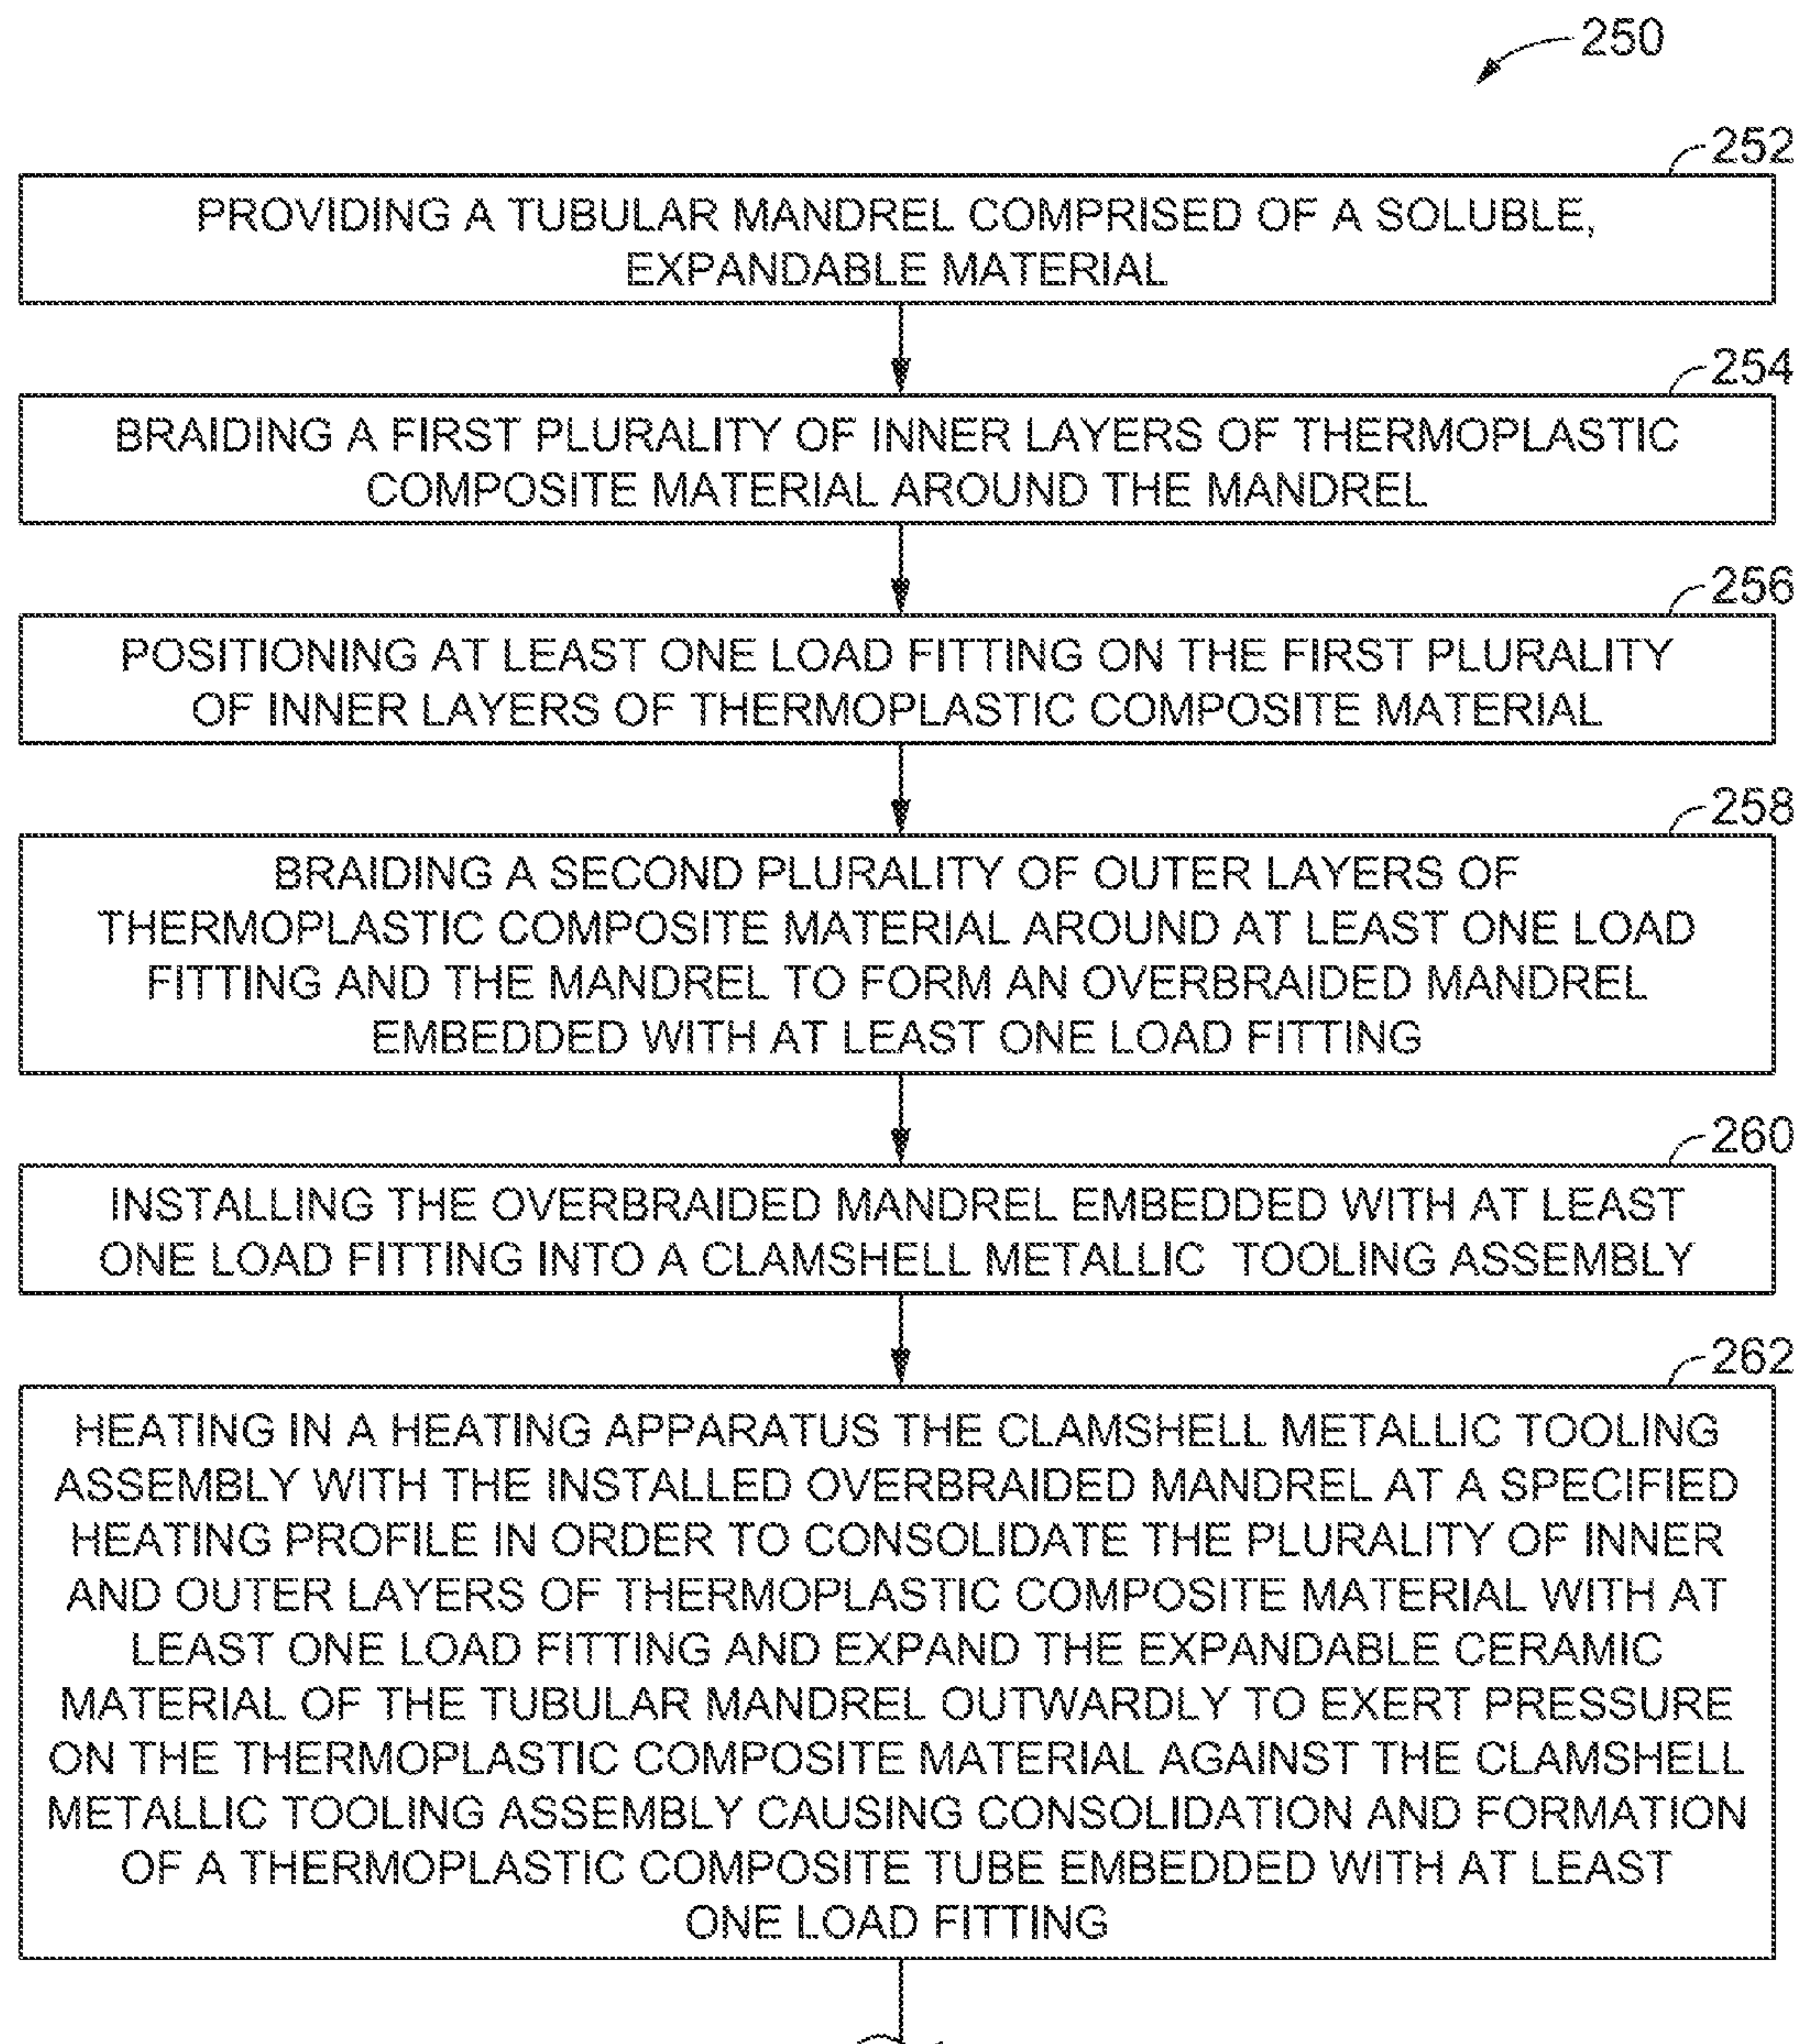 250
252
PROVIDING A TUBULAR MANDREL COMPRISED OF A SOLUBLE,
EXPANDABLE MATERIAL
254
BRAIDING A FIRST PLURALITY OF INNER LAYERS OF THERMOPLASTIC
COMPOSITE MATERIAL AROUND THE MANDREL
256
POSITIONING AT LEAST ONE LOAD FITTING ON THE FIRST PLURALITY
OF INNER LAYERS OF THERMOPLASTIC COMPOSITE MATERIAL
258
BRAIDING A SECOND PLURALITY OF OUTER LAYERS OF
THERMOPLASTIC COMPOSITE MATERIAL AROUND AT LEAST ONE LOAD
FITTING AND THE MANDREL TO FORM AN OVERBRAIDED MANDREL
EMBEDDED WITH AT LEAST ONE LOAD FITTING
260
INSTALLING THE OVERBRAIDED MANDREL EMBEDDED WITH AT LEAST
ONE LOAD FITTING INTO A CLAMSHELL METALLIC TOOLING ASSEMBLY
262
HEATING IN A HEATING APPARATUS THE CLAMSHELL METALLIC TOOLING
ASSEMBLY WITH THE INSTALLED OVERBRAIDED MANDREL AT A SPECIFIED
HEATING PROFILE IN ORDER TO CONSOLIDATE THE PLURALITY OF INNER
AND OUTER LAYERS OF THERMOPLASTIC COMPOSITE MATERIAL WITH AT
LEAST ONE LOAD FITTING AND EXPAND THE EXPANDABLE CERAMIC
MATERIAL OF THE TUBULAR MANDREL OUTWARDLY TO EXERT PRESSURE
ON THE THERMOPLASTIC COMPOSITE MATERIAL AGAINST THE CLAMSHELL
METALLIC TOOLING ASSEMBLY CAUSING CONSOLIDATION AND FORMATION
OF A THERMOPLASTIC COMPOSITE TUBE EMBEDDED WITH AT LEAST
ONE LOAD FITTING